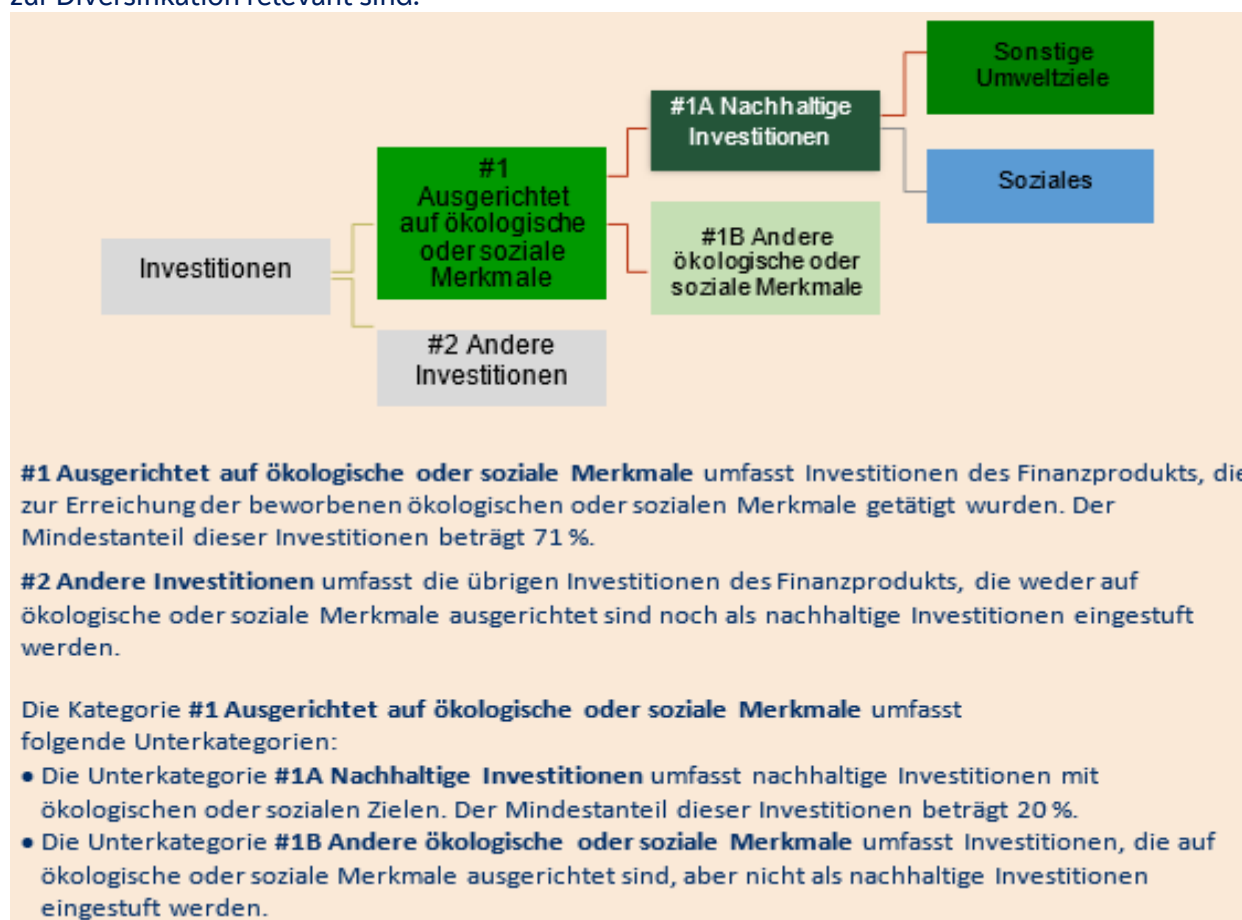 zur Diversifikation relevant sind.
Sonstige
Umweltziele
#1A Nachhaltige
Investitionen
#1
Ausgerichtet
auf ökologische
oder soziale
Merkmale
Soziales
#1B Andere
ökologische oder
soziale Merkmale
Investitionen
#2 Andere
Investitionen
#1 Ausgerichtet auf ökologische oder soziale Merkmale umfasst Investitionen des Finanzprodukts, die
zur Erreichung der beworbenen ökologischen oder sozialen Merkmale getätigt wurden. Der
Mindestanteil dieser Investitionen beträgt 71 %.
#2 Andere Investitionen umfasst die übrigen Investitionen des Finanzprodukts, die weder auf
ökologische oder soziale Merkmale ausgerichtet sind noch als nachhaltige Investitionen eingestuft
werden.
Die Kategorie #1 Ausgerichtet auf ökologische oder soziale Merkmale umfasst
folgende Unterkategorien:
• Die Unterkategorie #1A Nachhaltige Investitionen umfasst nachhaltige Investitionen mit
ökologischen oder sozialen Zielen. Der Mindestanteil dieser Investitionen beträgt 20 %.
• Die Unterkategorie #1B Andere ökologische oder soziale Merkmale umfasst Investitionen, die auf
ökologische oder soziale Merkmale ausgerichtet sind, aber nicht als nachhaltige Investitionen
eingestuft werden.